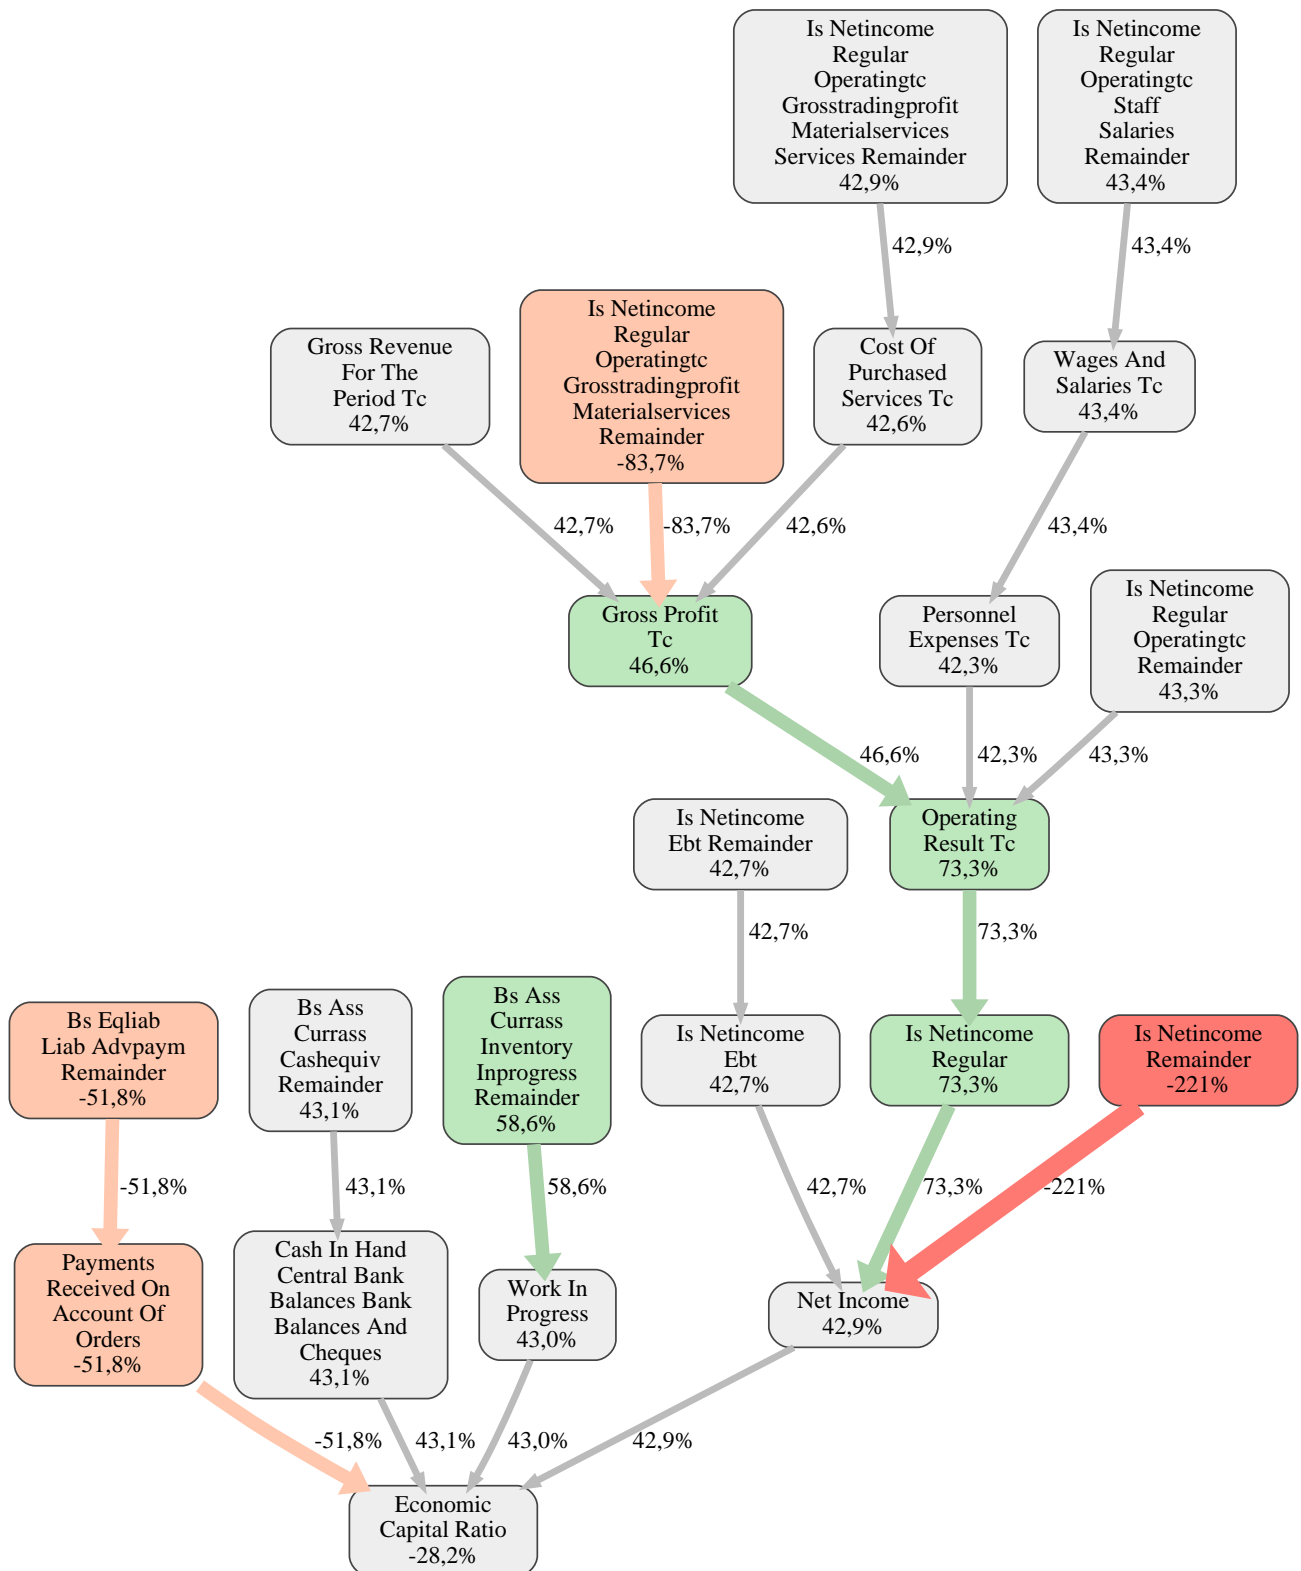 Is Netincome
Regular
Operatingtc
Grosstradingprofit
Materialservices
Services Remainder
42,9%
Is Netincome
Regular
Operatingtc
Staff
Salaries
Remainder
43,4%
42,9%
43,4%
Gross Revenue
For The
Period Tc
42,7%
Is Netincome
Regular
Operatingtc
Grosstradingprofit
Materialservices
Remainder
-83,7%
Cost Of
Purchased
Services Tc
42,6%
Wages And
Salaries Tc
43,4%
42,7%
-83,7%
42,6%
43,4%
Gross Profit
Tc
46,6%
Personnel
Expenses Tc
42,3%
Is Netincome
Regular
Operatingtc
Remainder
43,3%
46,6%
42,3%
43,3%
Is Netincome
Ebt Remainder
42,7%
Operating
Result Tc
73,3%
42,7%
73,3%
Bs Eqliab
Liab Advpaym
Remainder
-51,8%
Bs Ass
Currass
Cashequiv
Remainder
43,1%
Bs Ass
Currass
Inventory
Inprogress
Remainder
58,6%
Is Netincome
Ebt
42,7%
Is Netincome
Regular
73,3%
Is Netincome
Remainder
-221%
-51,8%
43,1%
58,6%
42,7%
73,3%
-221%
Payments
Received On
Account Of
Orders
-51,8%
Cash In Hand
Central Bank
Balances Bank
Balances And
Cheques
43,1%
Work In
Progress
43,0%
Net Income
42,9%
-51,8%
43,1%
43,0%
42,9%
Economic
Capital Ratio
-28,2%